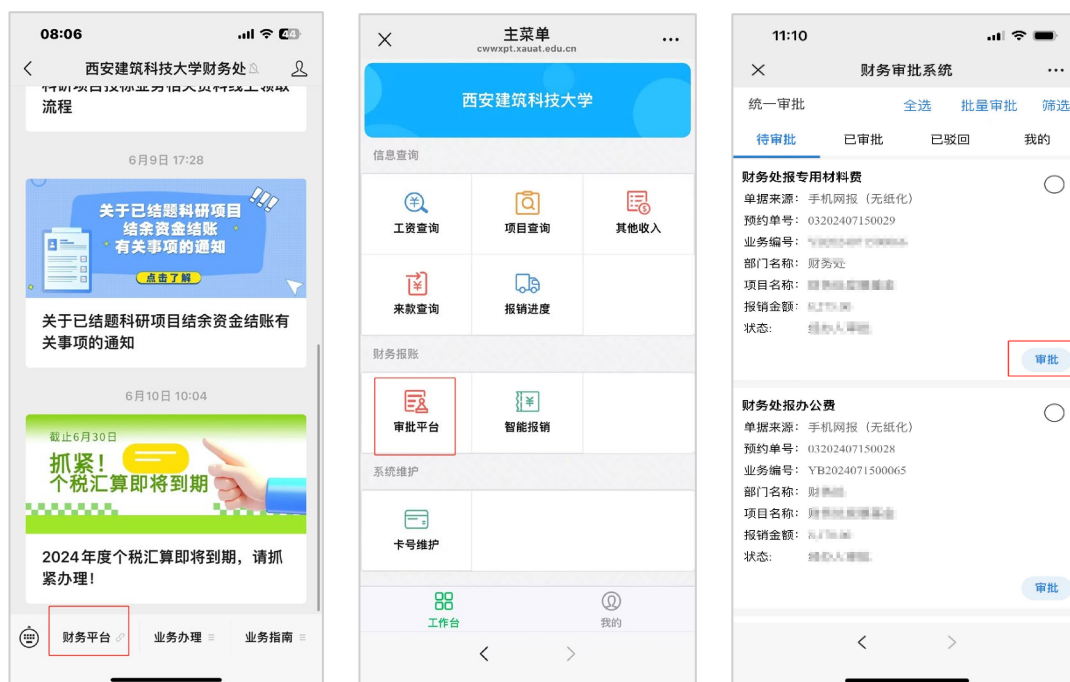 08:06
44
西安建筑科技大学财务处
科研项目投标业务相关资料线上领取
流程
6月9日 17:28
关于已结题科研项目
结余资金结账
有关事项的通知
点击了解
关于已结题科研项目结余资金结账有
关事项的通知
6月10日 10:04
截止6月30日
抓紧！
个税汇算即将到期
2024年度个税汇算即将到期，请抓
紧办理！
财务平台
业务办理
业务指南
主菜单
cwwxpt.xauat.edu.cn
西安建筑科技大学
信息查询
工资查询
项目查询
其他收入
来款查询
报销进度
财务报账
审批平台
智能报销
系统维护
卡号维护
工作台
我的
11:10
财务审批系统
统一审批
全选
批量审批
筛选
待审批
已审批
已驳回
我的
财务处报专用材料费
单据来源： 手机网报（无纸化）
预约单号： 03202407150029
业务编号：
部门名称： 财务处
项目名称：
报销金额：
状态：
审批
财务处报办公费
单据来源： 手机网报（无纸化）
预约单号： 03202407150028
业务编号： YB2024071500065
部门名称： 财
项目名称： 财
报销金额：
状态：
审批